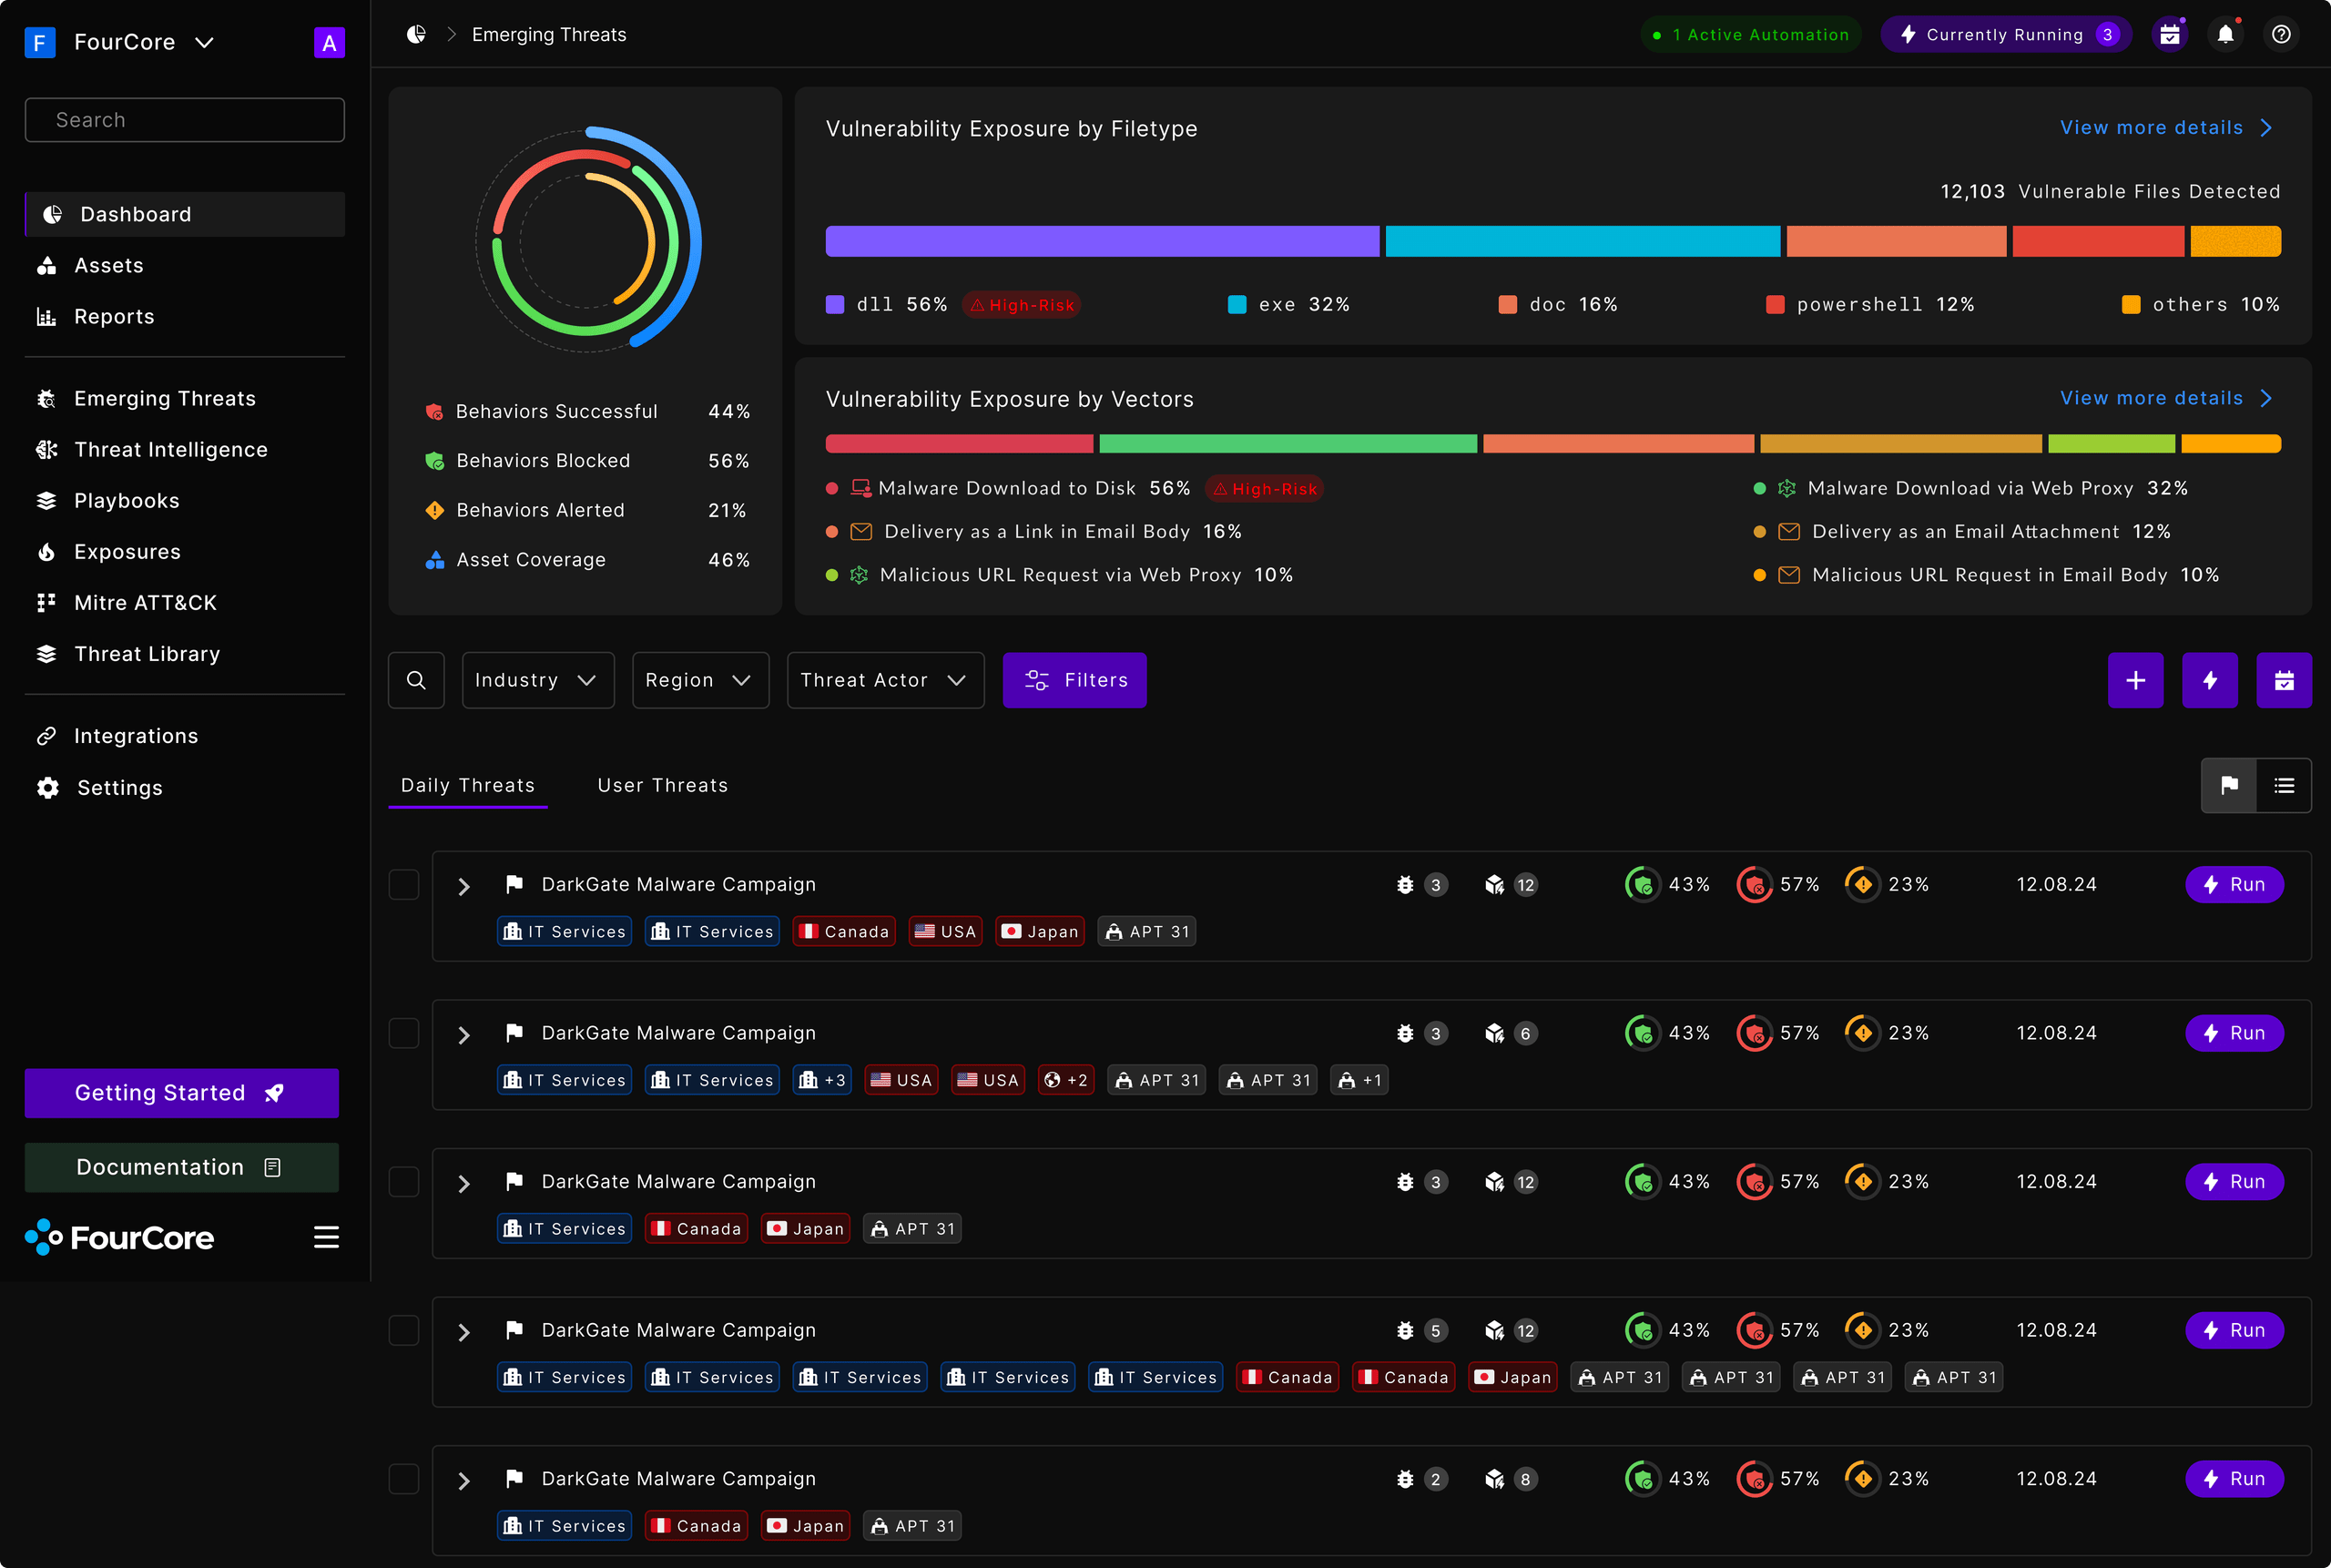 F FourCore A
Search
Dashboard
Assets
Reports
Emerging Threats
Threat Intelligence
Playbooks
Exposures
Mitre ATT&CK
Threat Library
Integrations
Settings
Getting Started
Documentation
FourCore
Emerging Threats
1 Active Automation
Currently Running 3
Behaviors Successful 44%
Behaviors Blocked 56%
Behaviors Alerted 21%
Asset Coverage 46%
Vulnerability Exposure by Filetype
View more details
12,103 Vulnerable Files Detected
dll 56% High-Risk exe 32% doc 16% powershell 12% others 10%
Vulnerability Exposure by Vectors
View more details
Malware Download to Disk 56% High-Risk Malware Download via Web Proxy 32%
Delivery as a Link in Email Body 16% Delivery as an Email Attachment 12%
Malicious URL Request via Web Proxy 10% Malicious URL Request in Email Body 10%
Industry Region Threat Actor Filters
Daily Threats User Threats
DarkGate Malware Campaign 3 12 43% 57% 23% 12.08.24 Run
IT Services IT Services Canada USA Japan APT 31
DarkGate Malware Campaign 3 6 43% 57% 23% 12.08.24 Run
IT Services IT Services +3 USA USA +2 APT 31 APT 31 +1
DarkGate Malware Campaign 3 12 43% 57% 23% 12.08.24 Run
IT Services Canada Japan APT 31
DarkGate Malware Campaign 5 12 43% 57% 23% 12.08.24 Run
IT Services IT Services IT Services IT Services IT Services Canada Canada Japan APT 31 APT 31 APT 31 APT 31
DarkGate Malware Campaign 2 8 43% 57% 23% 12.08.24 Run
IT Services Canada Japan APT 31